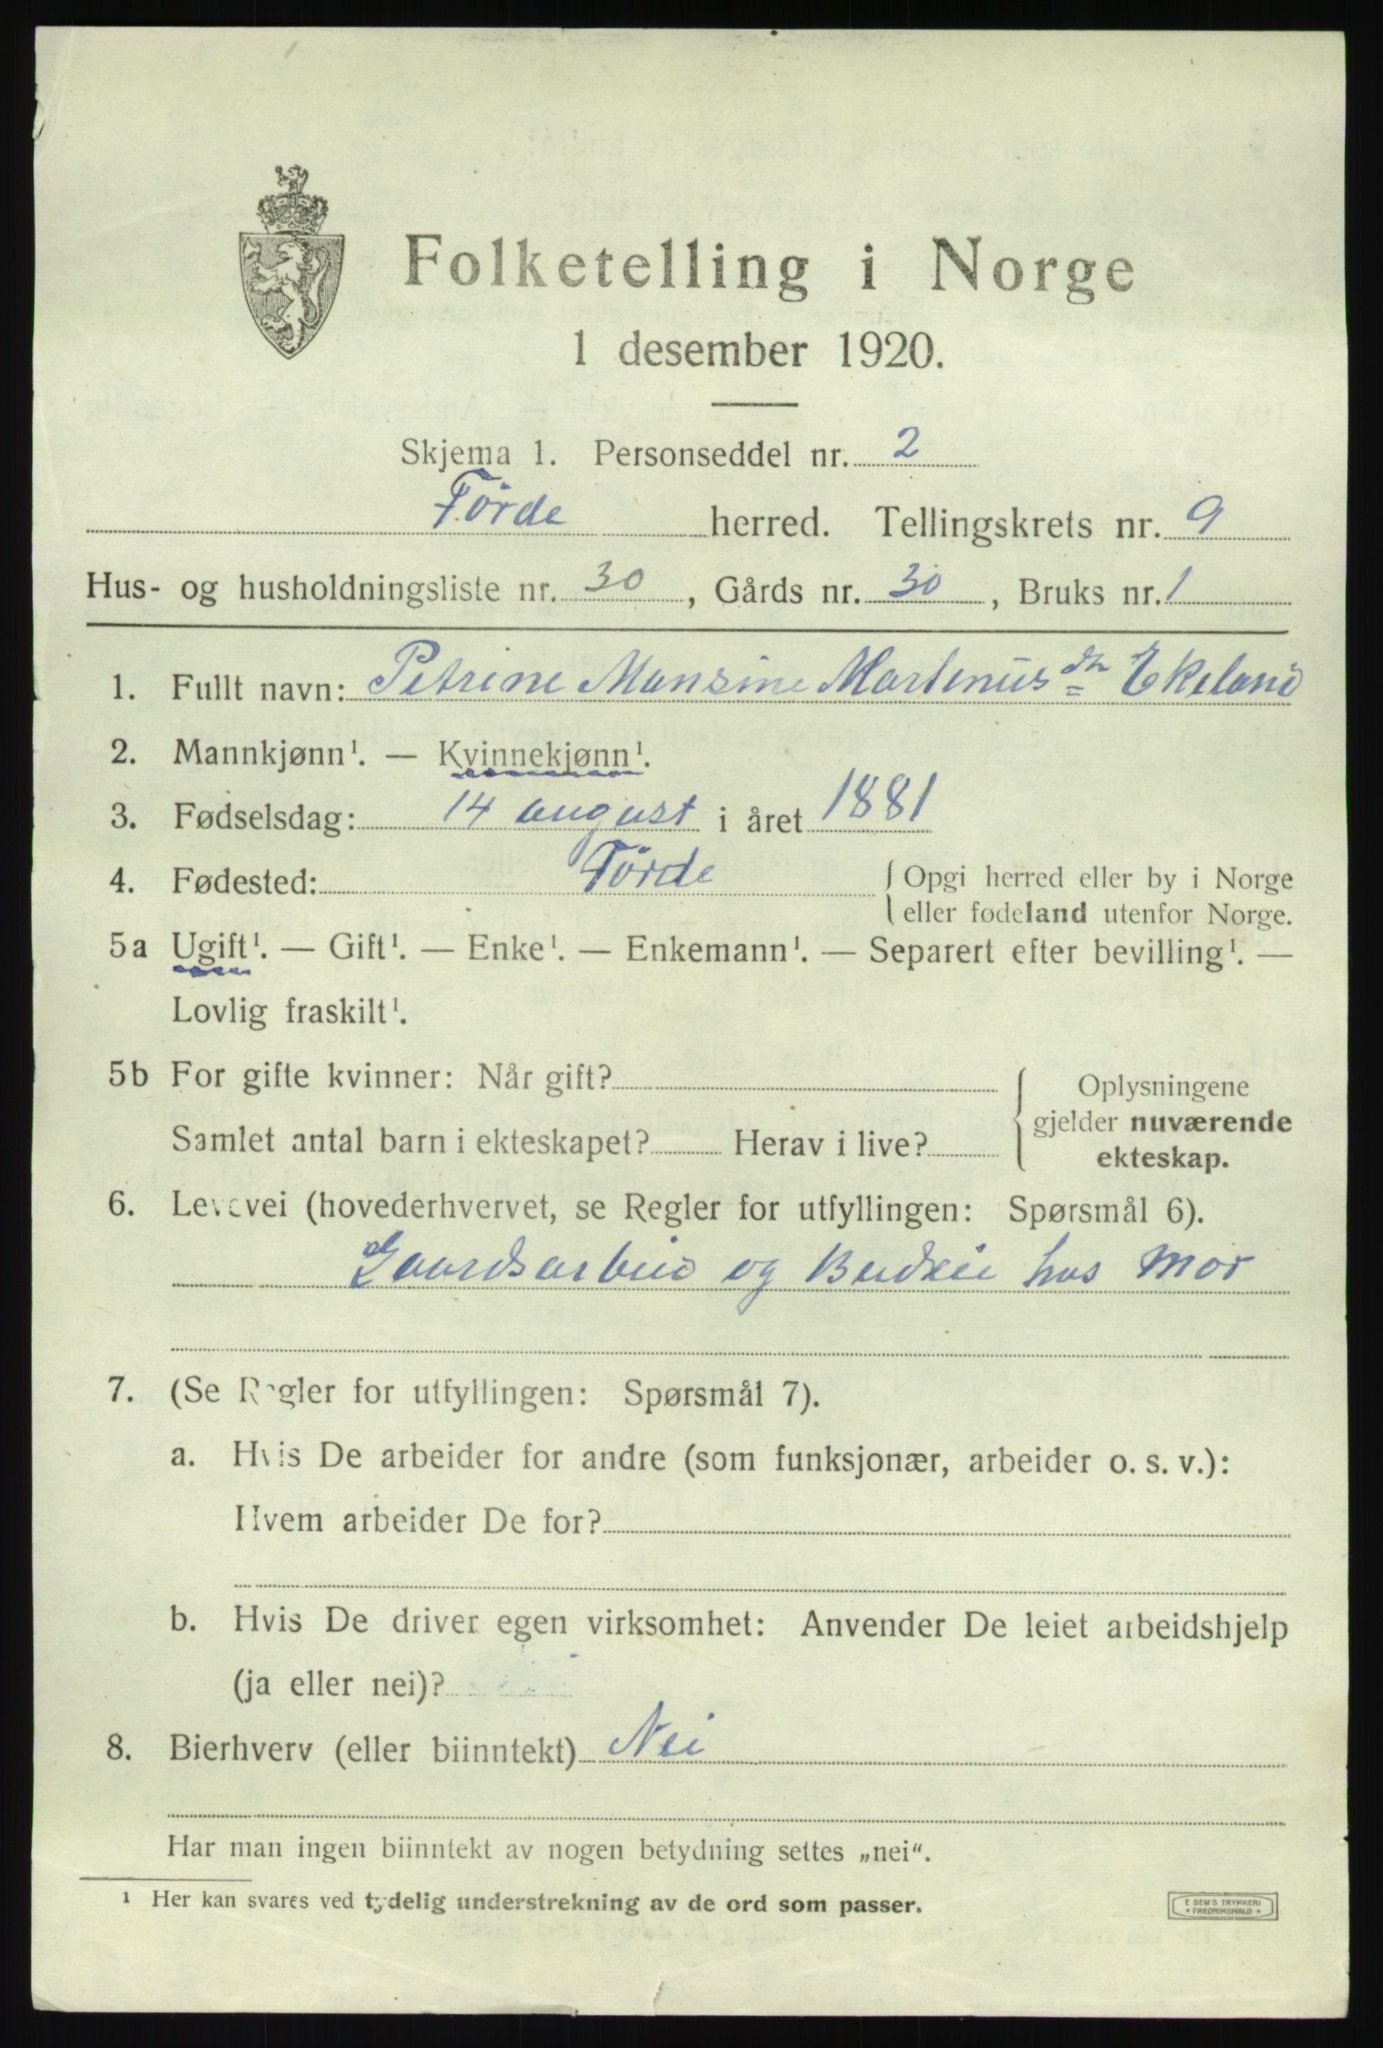 Folketelling i Norge
1 desember 1920.
Skjema 1. Personseddel nr. 2
Førde herred. Tellingskrets nr. 9
Hus- og husholdningsliste nr. 30, Gårds nr. 30, Bruks nr. 1
1. Fullt navn: Petrine Monsine Martinus dtr Ekeland
2. Mannkjønn¹. — Kvinnekjønn¹.
3. Fødselsdag: 14 august i året 1881
4. Fødested: Førde { Opgi herred eller by i Norge
eller fødeland utenfor Norge.
5a Ugift¹. — Gift¹. — Enke¹. — Enkemann¹. — Separert efter bevilling¹. —
Lovlig fraskilt¹.
5b For gifte kvinner: Når gift? { Oplysningene
gjelder nuværende
Samlet antal barn i ekteskapet? Herav i live?
ekteskap.
6. Levevei (hovederhvervet, se Regler for utfyllingen: Spørsmål 6).
Gaardsarbeid og Budeie hos Mor
7. (Se Regler for utfyllingen: Spørsmål 7).
a. Hvis De arbeider for andre (som funksjonær, arbeider o. s. v.):
Hvem arbeider De for?
b. Hvis De driver egen virksomhet: Anvender De leiet arbeidshjelp
(ja eller nei)?
8. Bierhverv (eller biinntekt) Nei
Har man ingen biinntekt av nogen betydning settes „nei“.
¹ Her kan svares ved tydelig understrekning av de ord som passer.
E SEM'S TRYKKERI
FREDRIKSHALD